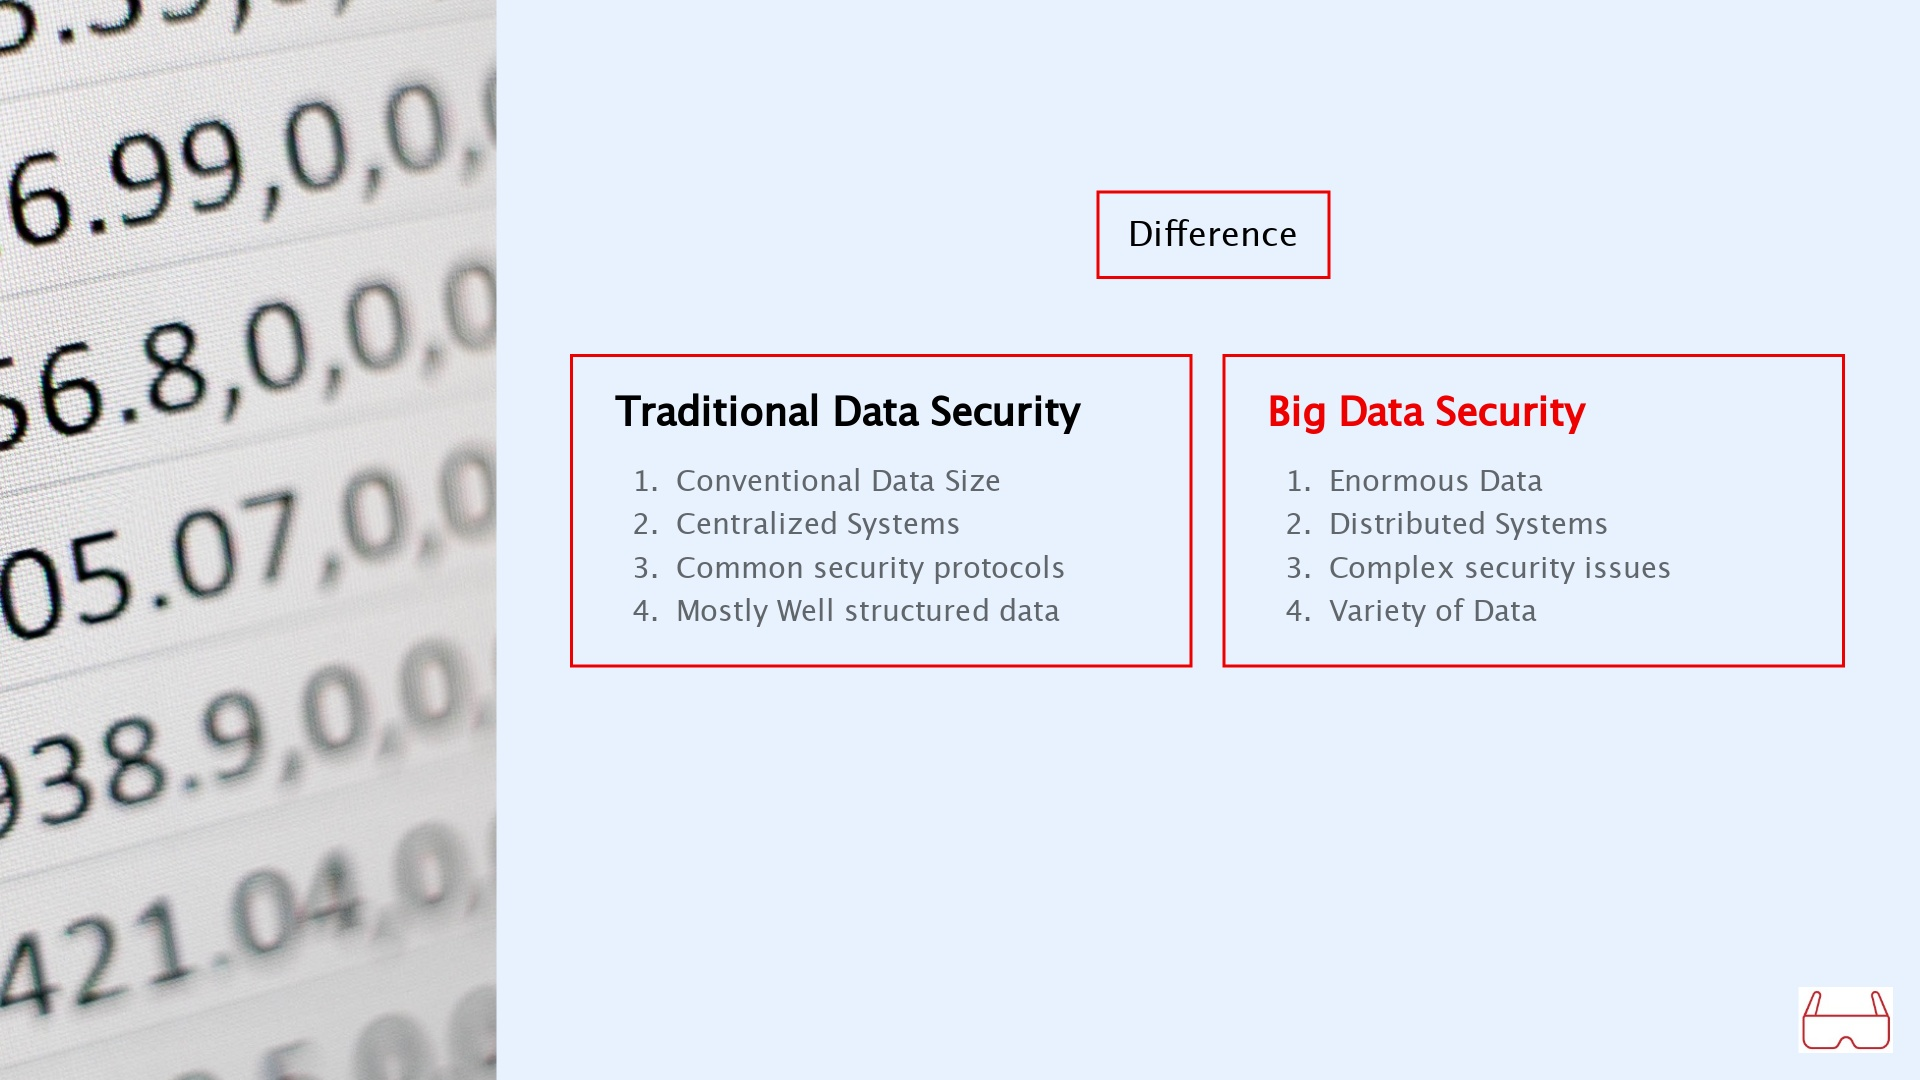 6.99,0,0,
56.8,0,0,0
05.07,0,0
938.9,0,0,
421.04,0,
Difference
Traditional Data Security
1. Conventional Data Size
2. Centralized Systems
3. Common security protocols
4. Mostly Well structured data
Big Data Security
1. Enormous Data
2. Distributed Systems
3. Complex security issues
4. Variety of Data